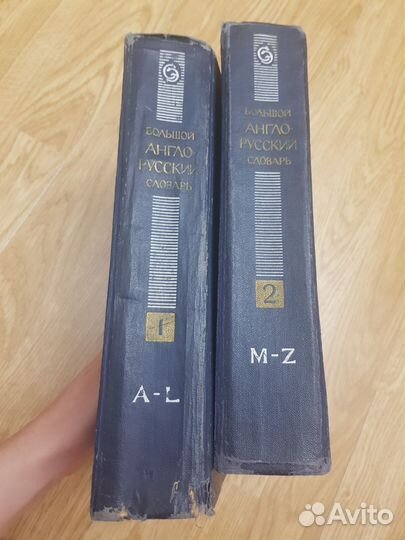 БОЛЬШОЙ
АНГЛО-
РУССКИЙ
СЛОВАРЬ
1
A-L
БОЛЬШОЙ
АНГЛО-
РУССКИЙ
СЛОВАРЬ
2
M-Z
Avito